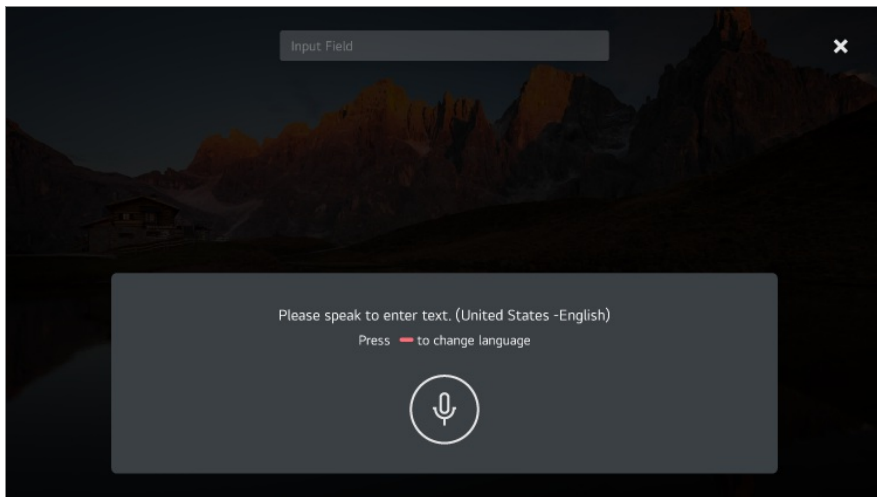 Input Field
Please speak to enter text. (United States -English)
Press to change language